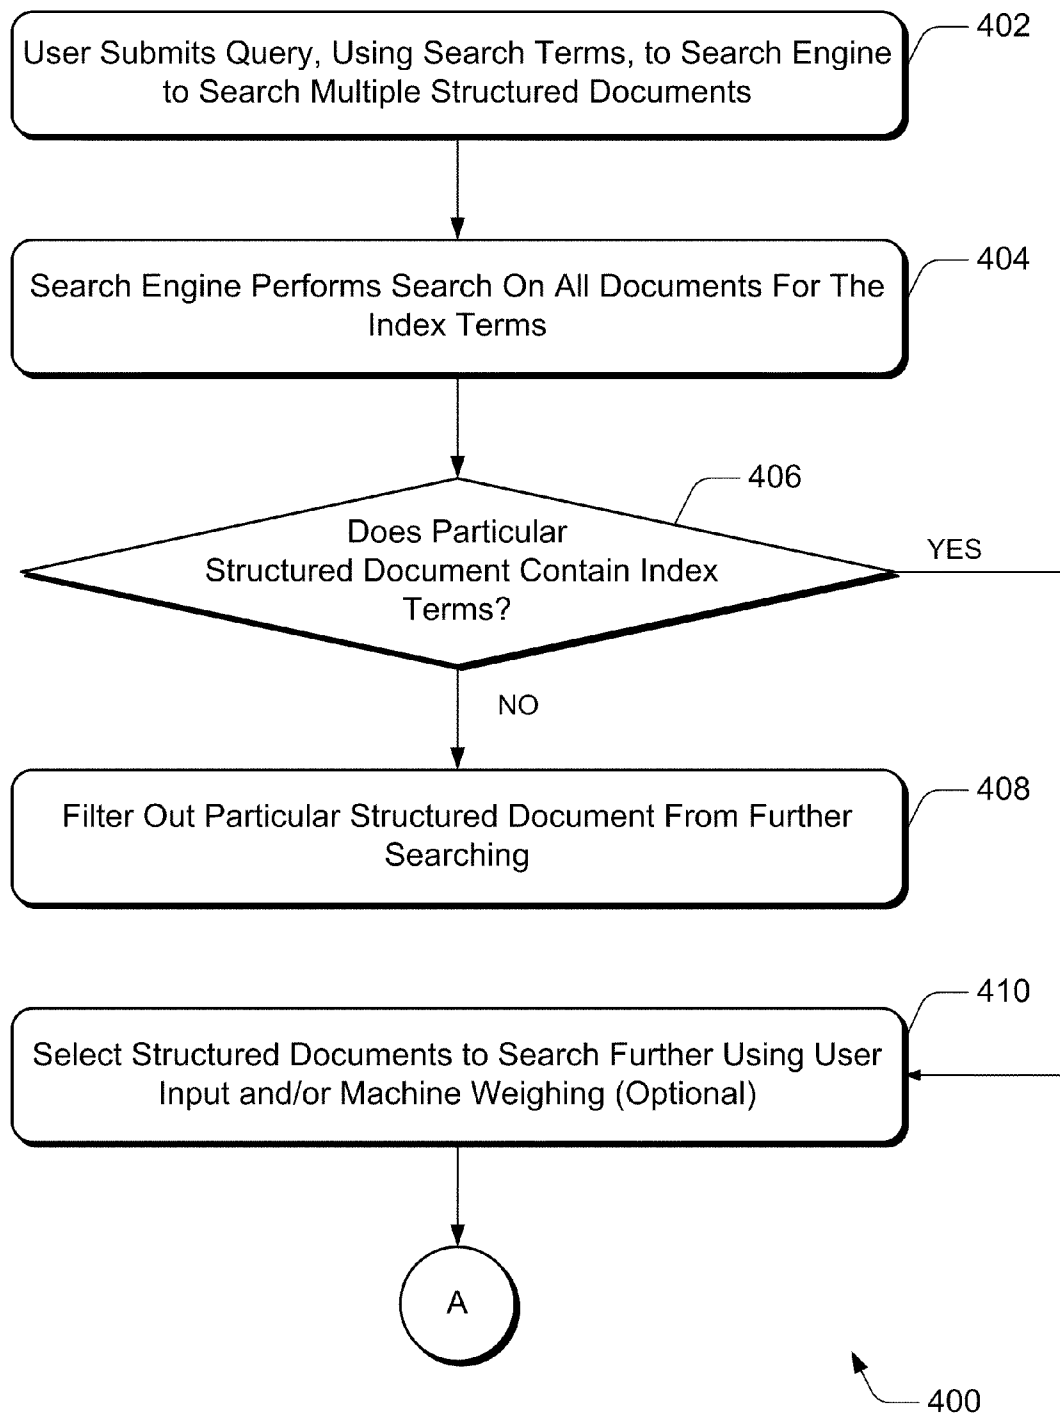 402
User Submits Query, Using Search Terms, to Search Engine
to Search Multiple Structured Documents
404
Search Engine Performs Search On All Documents For The
Index Terms
406
Does Particular
Structured Document Contain Index
Terms?
YES
NO
408
Filter Out Particular Structured Document From Further
Searching
410
Select Structured Documents to Search Further Using User
Input and/or Machine Weighing (Optional)
A
400